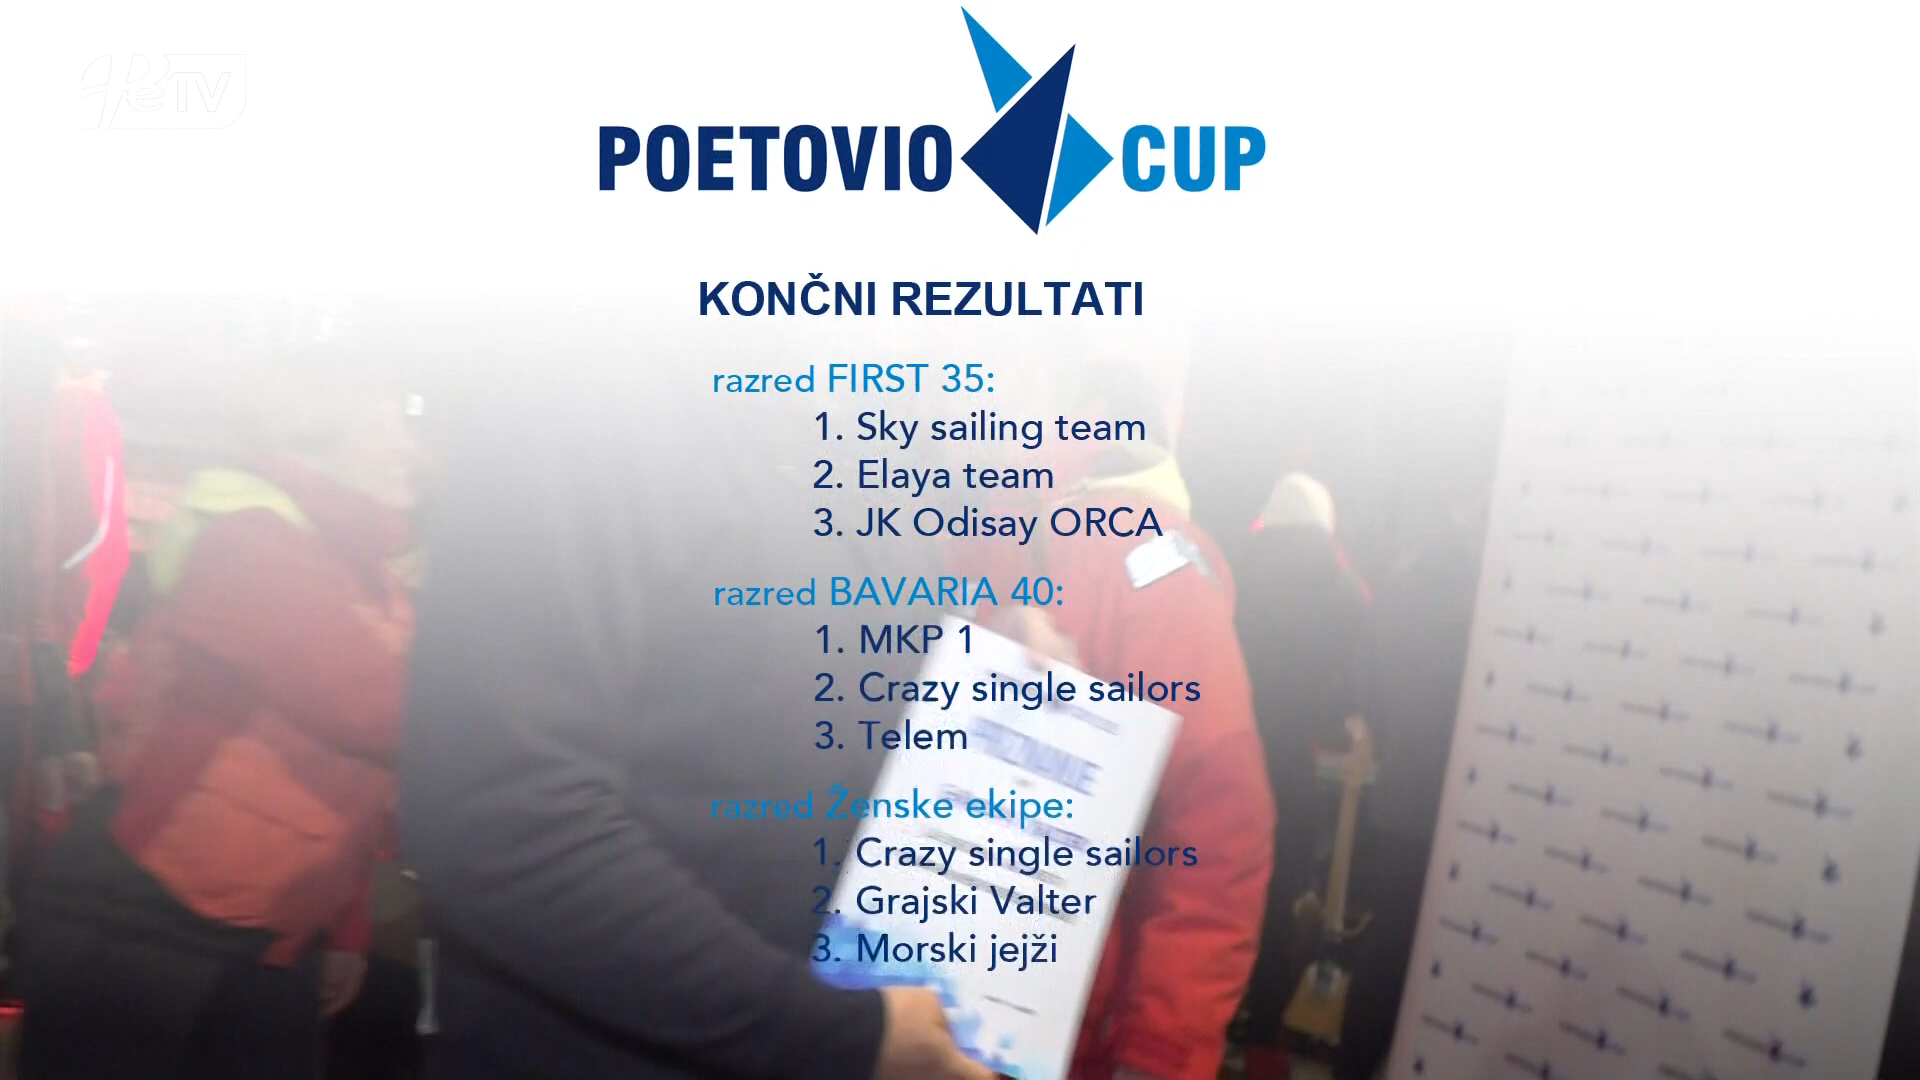 PeTV
POETOVIO CUP
KONČNI REZULTATI
razred FIRST 35:
1. Sky sailing team
2. Elaya team
3. JK Odisay ORCA
razred BAVARIA 40:
1. MKP 1
2. Crazy single sailors
3. Telem
razred Ženske ekipe:
1. Crazy single sailors
2. Grajski Valter
3. Morski jejži